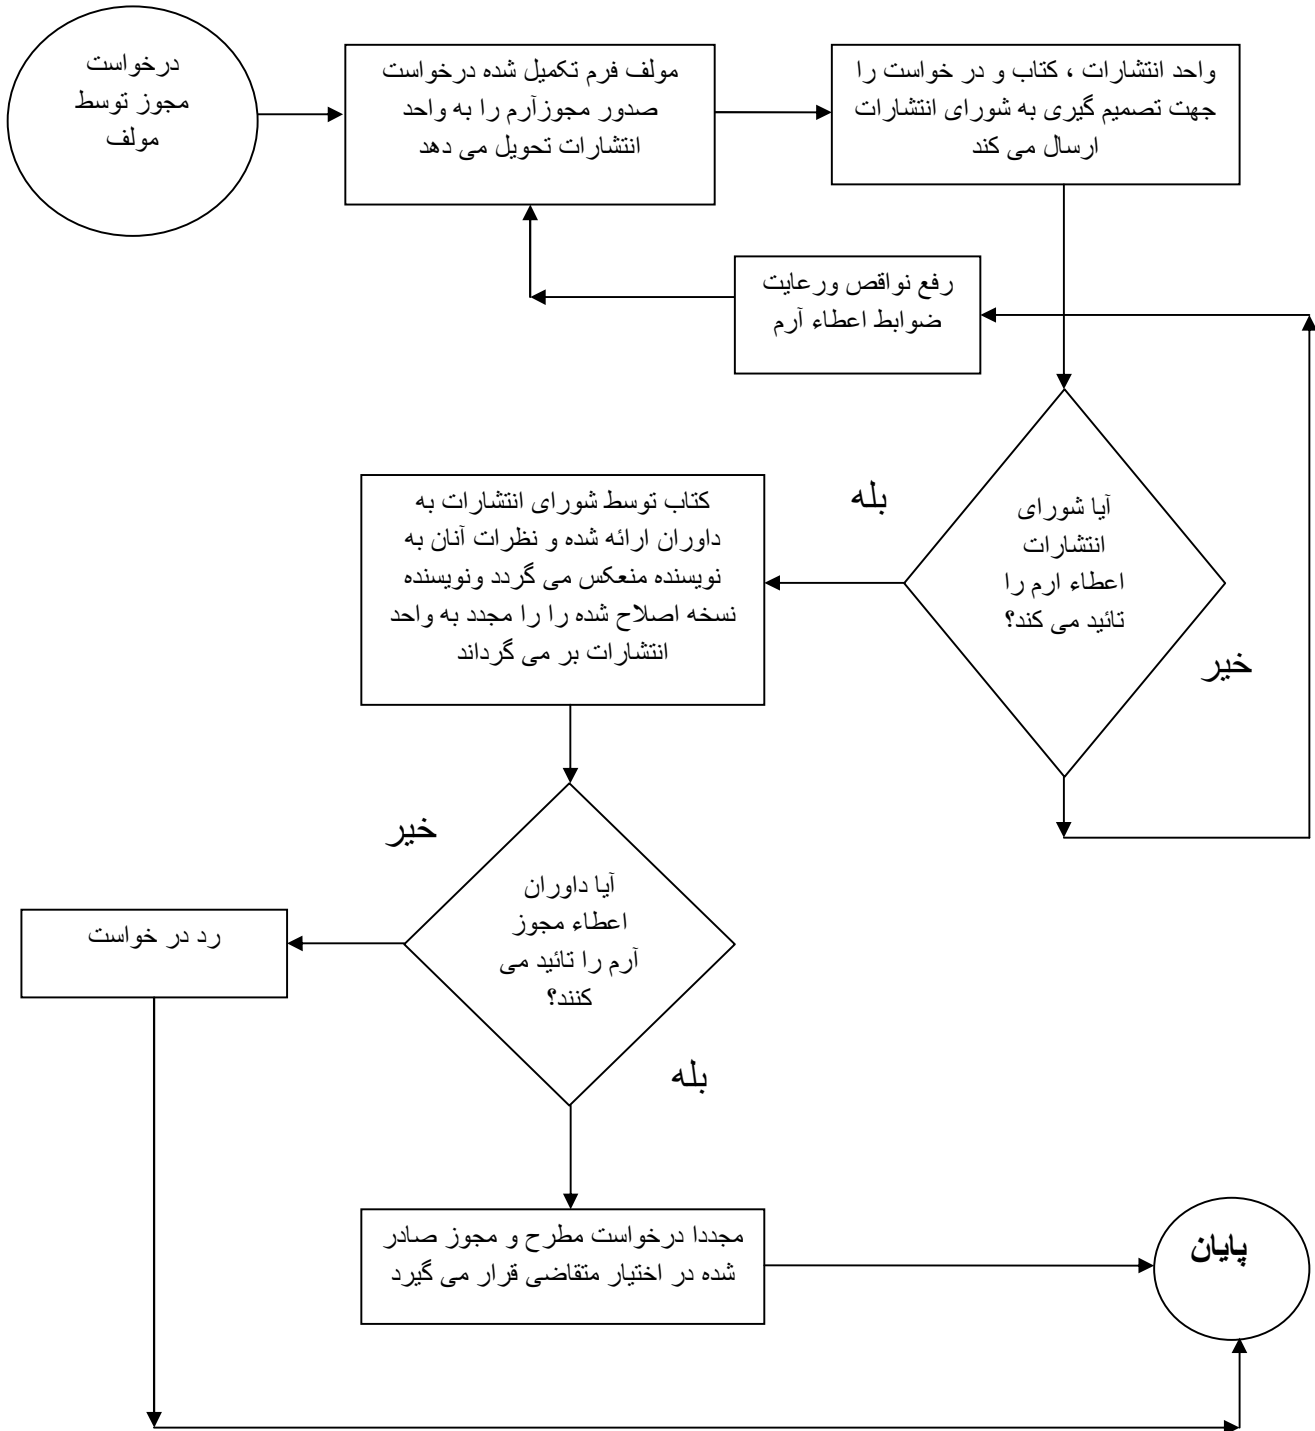 درخواست
مجوز توسط
مولف
مولف فرم تکمیل شده درخواست
صدور مجوزآرم را به واحد
انتشارات تحویل می دهد
واحد انتشارات ، کتاب و در خواست را
جهت تصمیم گیری به شورای انتشارات
ارسال می کند
رفع نواقص ورعایت
ضوابط اعطاء آرم
آیا شورای
انتشارات
اعطاء ارم را
تائید می کند؟
بله
خیر
کتاب توسط شورای انتشارات به
داوران ارائه شده و نظرات آنان به
نویسنده منعکس می گردد ونویسنده
نسخه اصلاح شده را را مجدد به واحد
انتشارات بر می گرداند
خیر
آیا داوران
اعطاء مجوز
آرم را تائید می
کنند؟
رد در خواست
بله
مجددا درخواست مطرح و مجوز صادر
شده در اختیار متقاضی قرار می گیرد
پایان